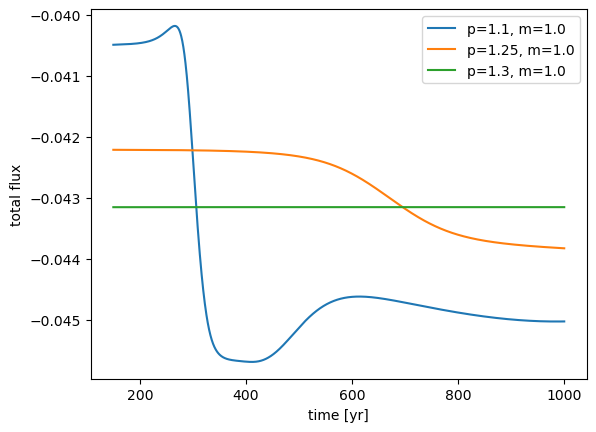 −0.040
−0.041
−0.042
−0.043
−0.044
−0.045
total flux
p=1.1, m=1.0
p=1.25, m=1.0
p=1.3, m=1.0
200
400
600
800
1000
time [yr]